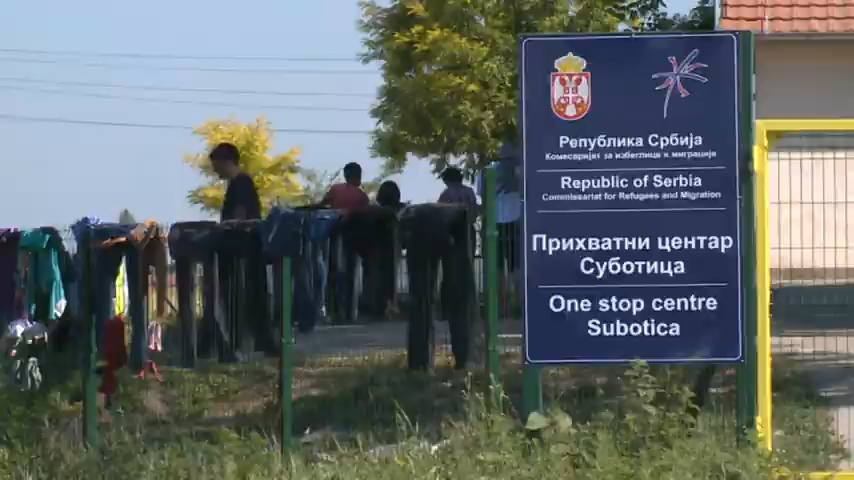 Република Србија
Комесаријат за избеглице и миграције
Republic of Serbia
Commissariat for Refugees and Migration
Прихватни центар
Суботица
One stop centre
Subotica